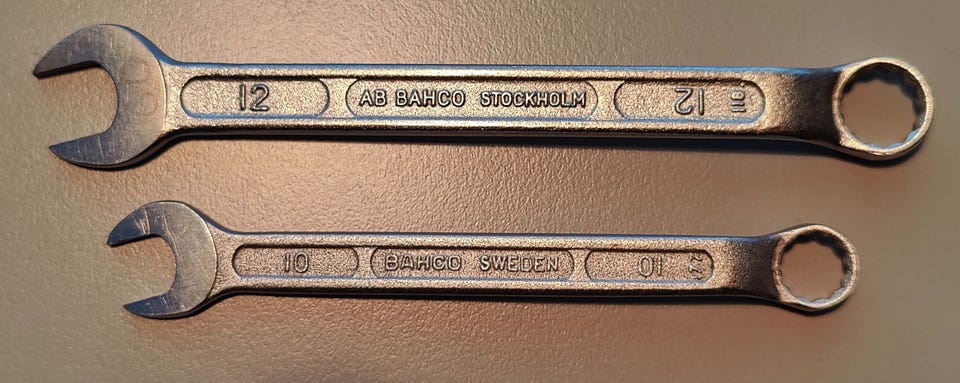 12 AB BAHCO STOCKHOLM 12
10 BAHCO SWEDEN 10